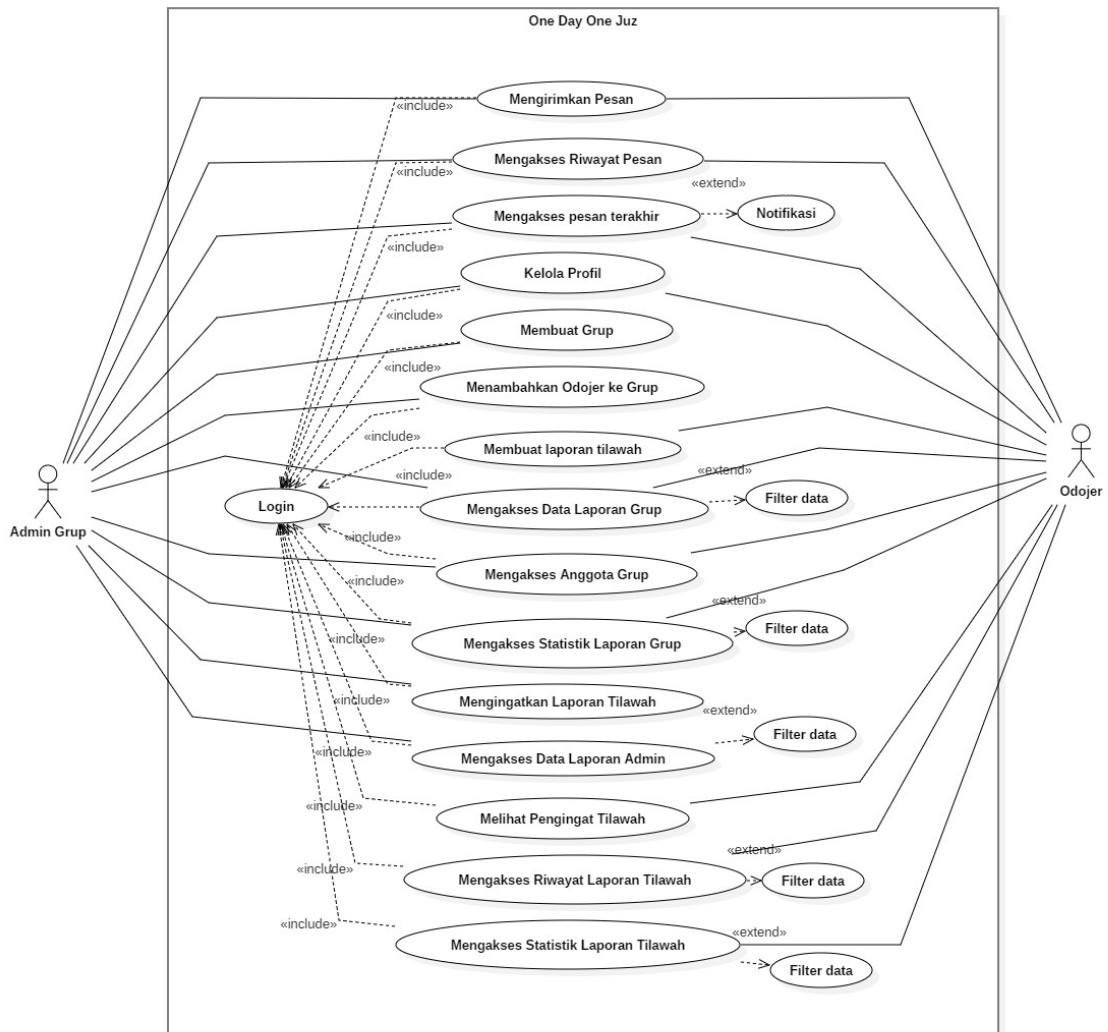 One Day One Juz
«include»
Mengirimkan Pesan
«include»
Mengakses Riwayat Pesan
«extend»
Mengakses pesan terakhir
Notifikasi
«include»
Kelola Profil
«include»
Membuat Grup
«include»
Menambahkan Odojer ke Grup
«include»
Membuat laporan tilawah
«include»
«extend»
Login
Mengakses Data Laporan Grup
Filter data
Admin Grup
Odojer
«include»
Mengakses Anggota Grup
«include»
«extend»
Mengakses Statistik Laporan Grup
Filter data
«include»
Mengingatkan Laporan Tilawah
«extend»
Filter data
«include»
Mengakses Data Laporan Admin
«include»
Melihat Pengingat Tilawah
«extend»
«include»
Mengakses Riwayat Laporan Tilawah
Filter data
«include»
«extend»
Mengakses Statistik Laporan Tilawah
Filter data